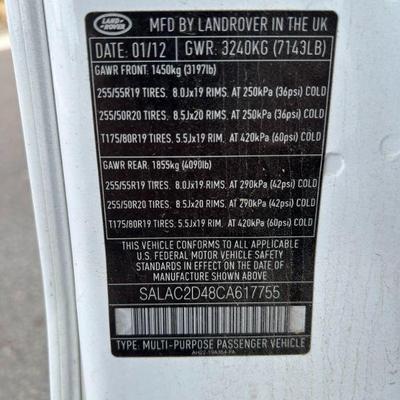 LAND ROVER
MFD BY LANDROVER IN THE UK
DATE: 01/12 GWR: 3240KG (7143LB)
GAWR FRONT: 1450kg (3197lb)
255/55R19 TIRES. 8.0Jx19 RIMS. AT 250kPa (36psi) COLD
255/50R20 TIRES. 8.5Jx20 RIMS. AT 250kPa (36psi) COLD
T175/80R19 TIRES. 5.5Jx19 RIM. AT 420kPa (60psi) COLD
GAWR REAR: 1855kg (4090lb)
255/55R19 TIRES. 8.0Jx19 RIMS. AT 290kPa (42psi) COLD
255/50R20 TIRES. 8.5Jx20 RIMS. AT 290kPa (42psi) COLD
T175/80R19 TIRES. 5.5Jx19 RIM. AT 420kPa (60psi) COLD
THIS VEHICLE CONFORMS TO ALL APPLICABLE
U.S. FEDERAL MOTOR VEHICLE SAFETY
STANDARDS IN EFFECT ON THE DATE OF
MANUFACTURE SHOWN ABOVE
SALAC2D48CA617755
TYPE: MULTI-PURPOSE PASSENGER VEHICLE